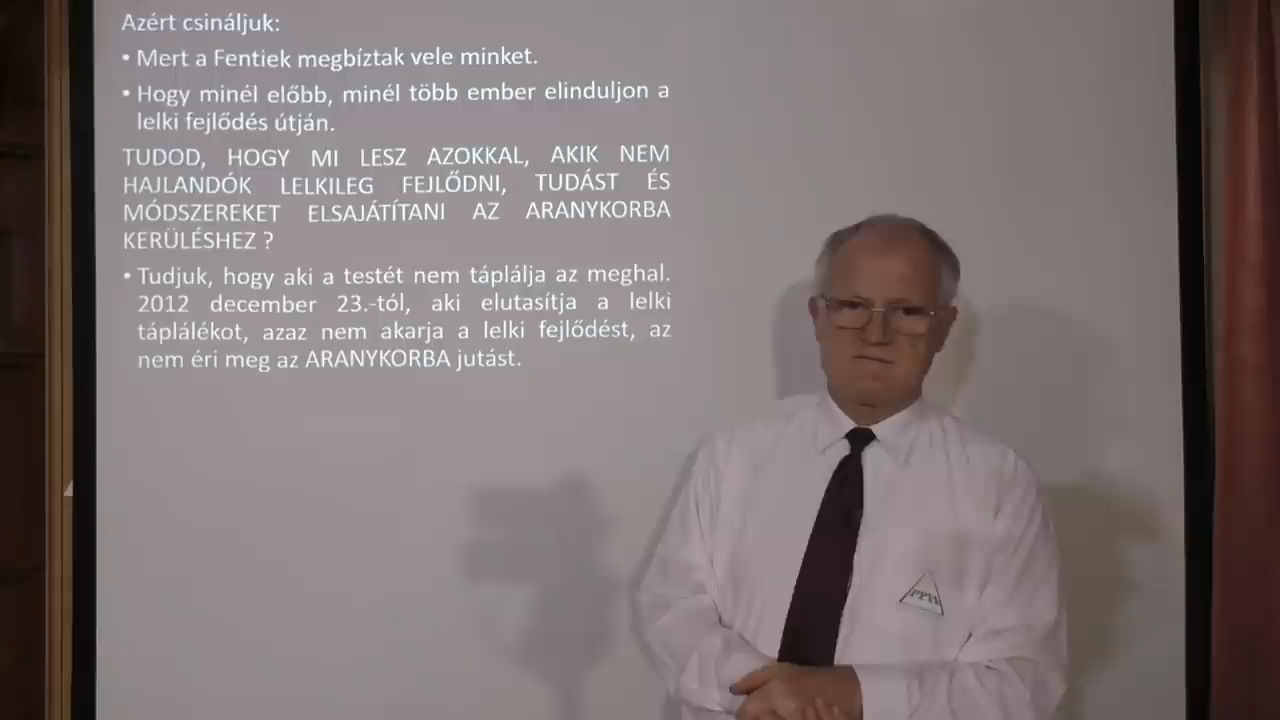 Azért csináljuk:
• Mert a Fentiek megbíztak vele minket.
• Hogy minél előbb, minél több ember elinduljon a
lelki fejlődés útján.
TUDOD, HOGY MI LESZ AZOKKAL, AKIK NEM
HAJLANDÓK LELKILEG FEJLŐDNI, TUDÁST ÉS
MÓDSZEREKET ELSAJÁTÍTANI AZ ARANYKORBA
KERÜLÉSHEZ ?
• Tudjuk, hogy aki a testét nem táplálja az meghal.
2012 december 23.-tól, aki elutasítja a lelki
táplálékot, azaz nem akarja a lelki fejlődést, az
nem éri meg az ARANYKORBA jutást.